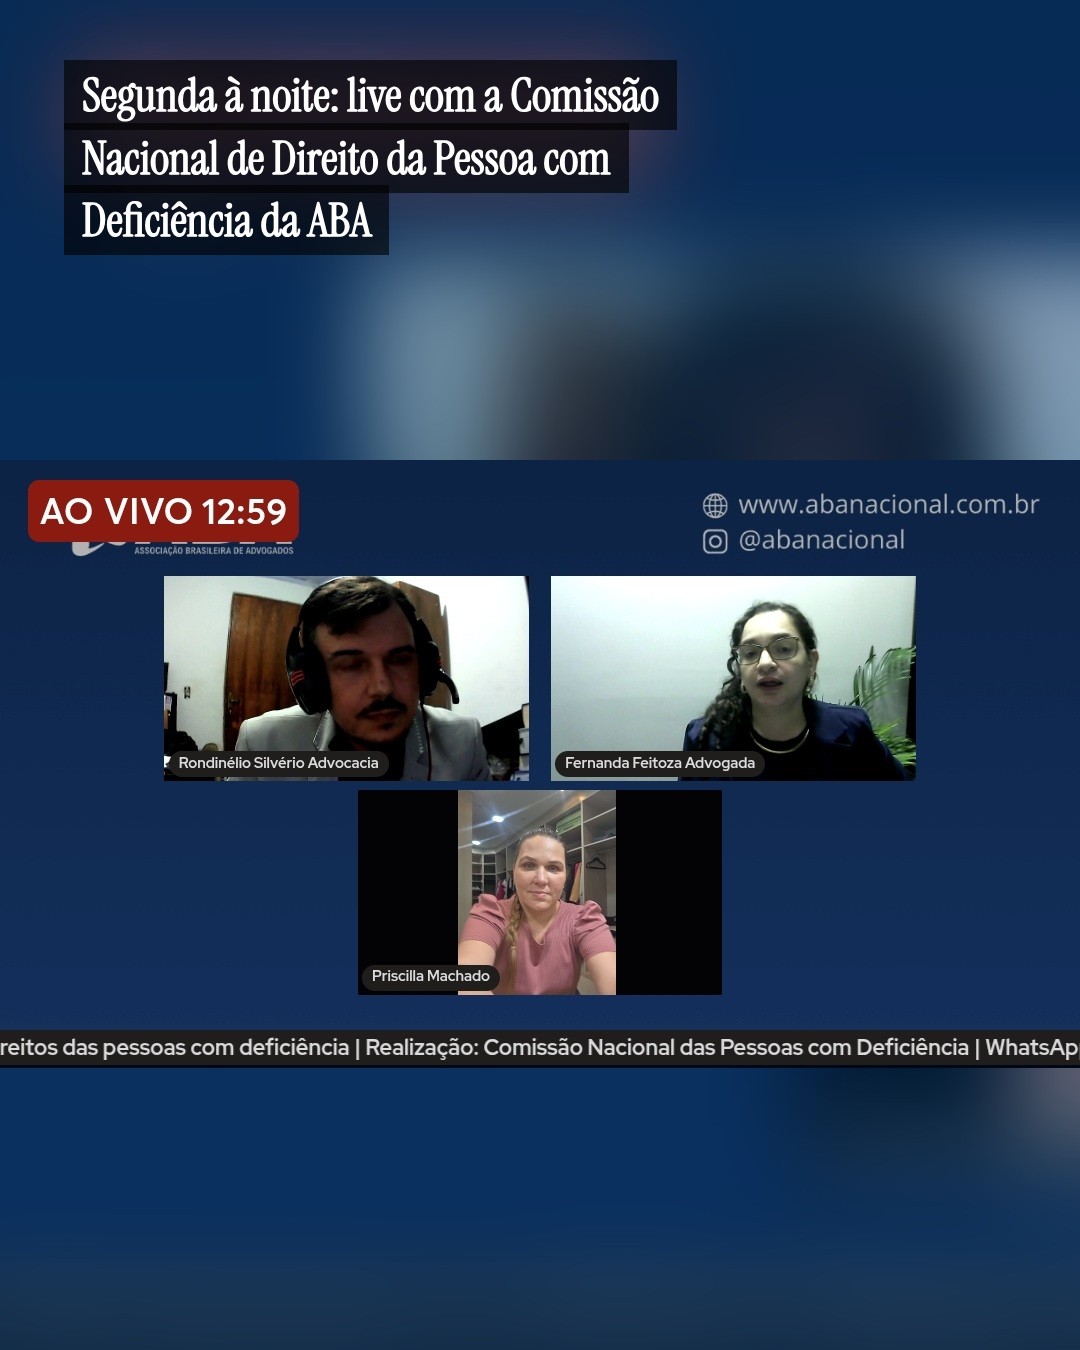 Segunda à noite: live com a Comissão
Nacional de Direito da Pessoa com
Deficiência da ABA
AO VIVO 12:59
ASSOCIAÇÃO BRASILEIRA DE ADVOGADOS
www.abanacional.com.br
@abanacional
Rondinélio Silvério Advocacia
Fernanda Feitoza Advogada
Priscilla Machado
reitos das pessoas com deficiência | Realização: Comissão Nacional das Pessoas com Deficiência | WhatsAp